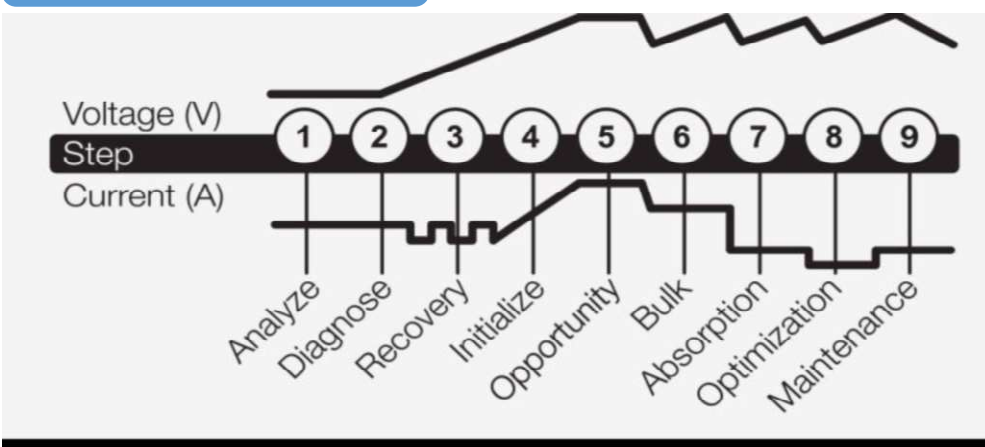 Voltage (V)
1 2 3 4 5 6 7 8 9
Step
Current (A)
Analyze
Diagnose
Recovery
Initialize
Opportunity
Bulk
Absorption
Optimization
Maintenance